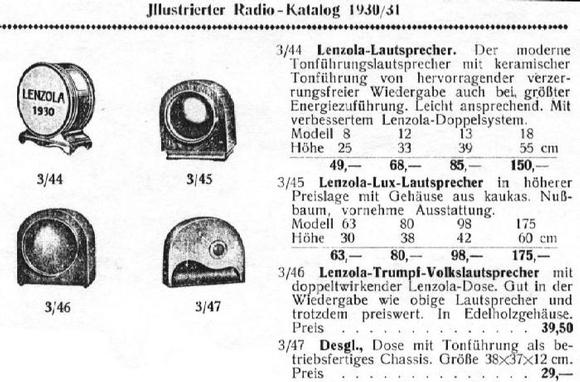 Jllustrierter Radio-Katalog 1930/31
LENZOLA
1930
3/44
3/45
3/46
3/47
3/44 Lenzola-Lautsprecher. Der moderne
Tonführungslautsprecher mit keramischer
Tonführung von hervorragender verzer-
rungsfreier Wiedergabe auch bei, größter
Energiezuführung. Leicht ansprechend. Mit
verbessertem Lenzola-Doppelsystem.
Modell 8 12 13 18
Höhe 25 33 39 55 cm
49,— 68,— 85,— 150,—
3/45 Lenzola-Lux-Lautsprecher in höherer
Preislage mit Gehäuse aus kaukas. Nuß-
baum, vornehme Ausstattung.
Modell 63 80 98 175
Höhe 30 38 42 60 cm
63,— 80,— 98,— 175,—
3/46 Lenzola-Trumpf-Volkslautsprecher mit
doppeltwirkender Lenzola-Dose. Gut in der
Wiedergabe wie obige Lautsprecher und
trotzdem preiswert. In Edelholzgehäuse.
Preis . . . . . . . . . . . 39,50
3/47 Desgl., Dose mit Tonführung als be-
triebsfertiges Chassis. Größe 38×37×12 cm.
Preis . . . . . . . . . . . 29,—